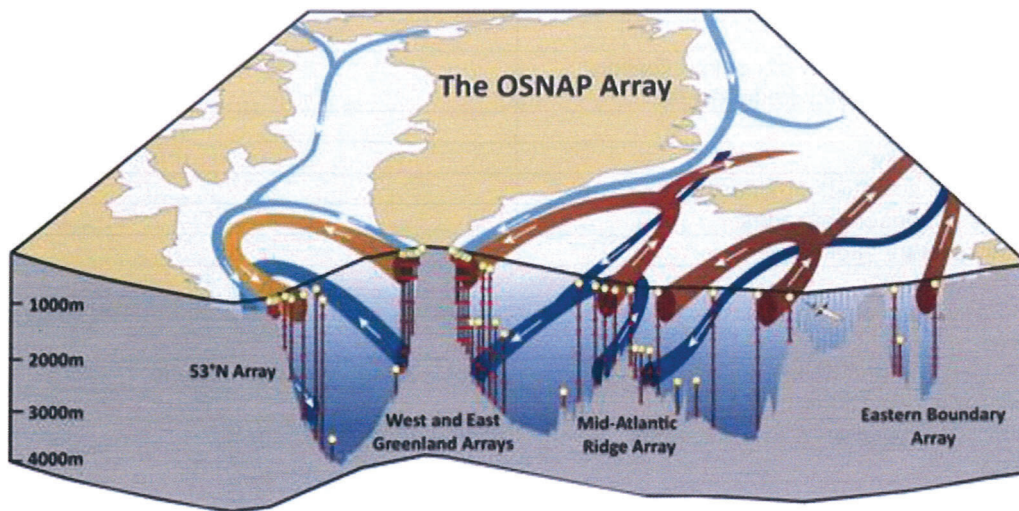 The OSNAP Array
1000m
2000m
3000m
4000m
53°N Array
West and East
Greenland Arrays
Mid-Atlantic
Ridge Array
Eastern Boundary
Array